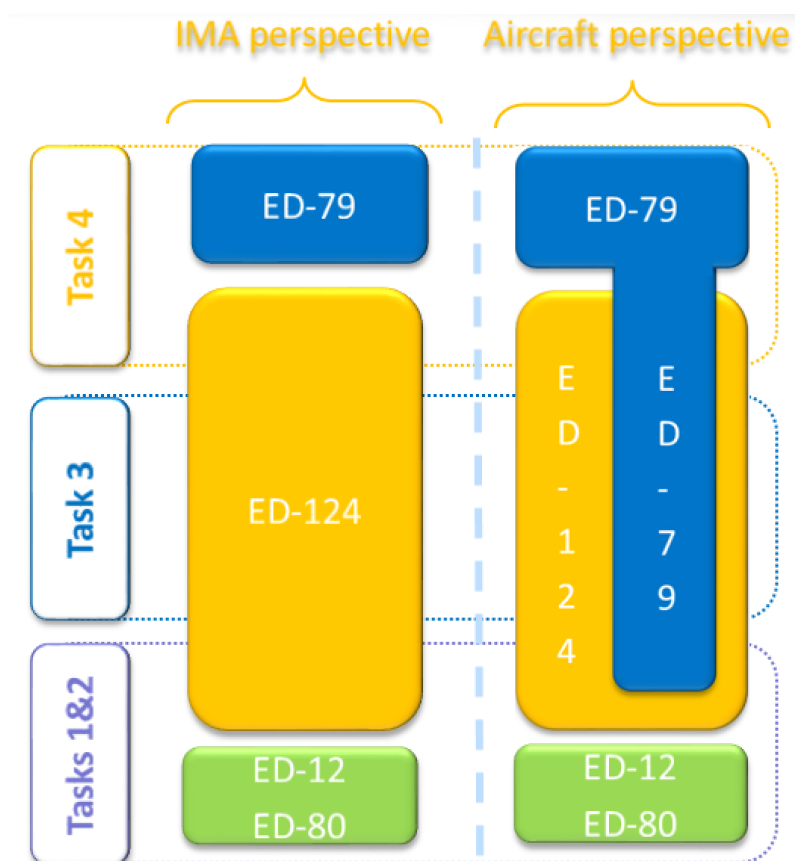 IMA perspective
Aircraft perspective
Task 4
ED-79
ED-79
Task 3
ED-124
E
D
-
1
2
4
E
D
-
7
9
Tasks 1&2
ED-12
ED-80
ED-12
ED-80